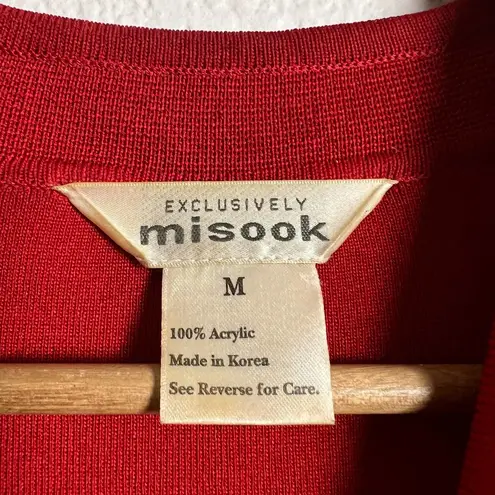 EXCLUSIVELY
misook
M
100% Acrylic
Made in Korea
See Reverse for Care.